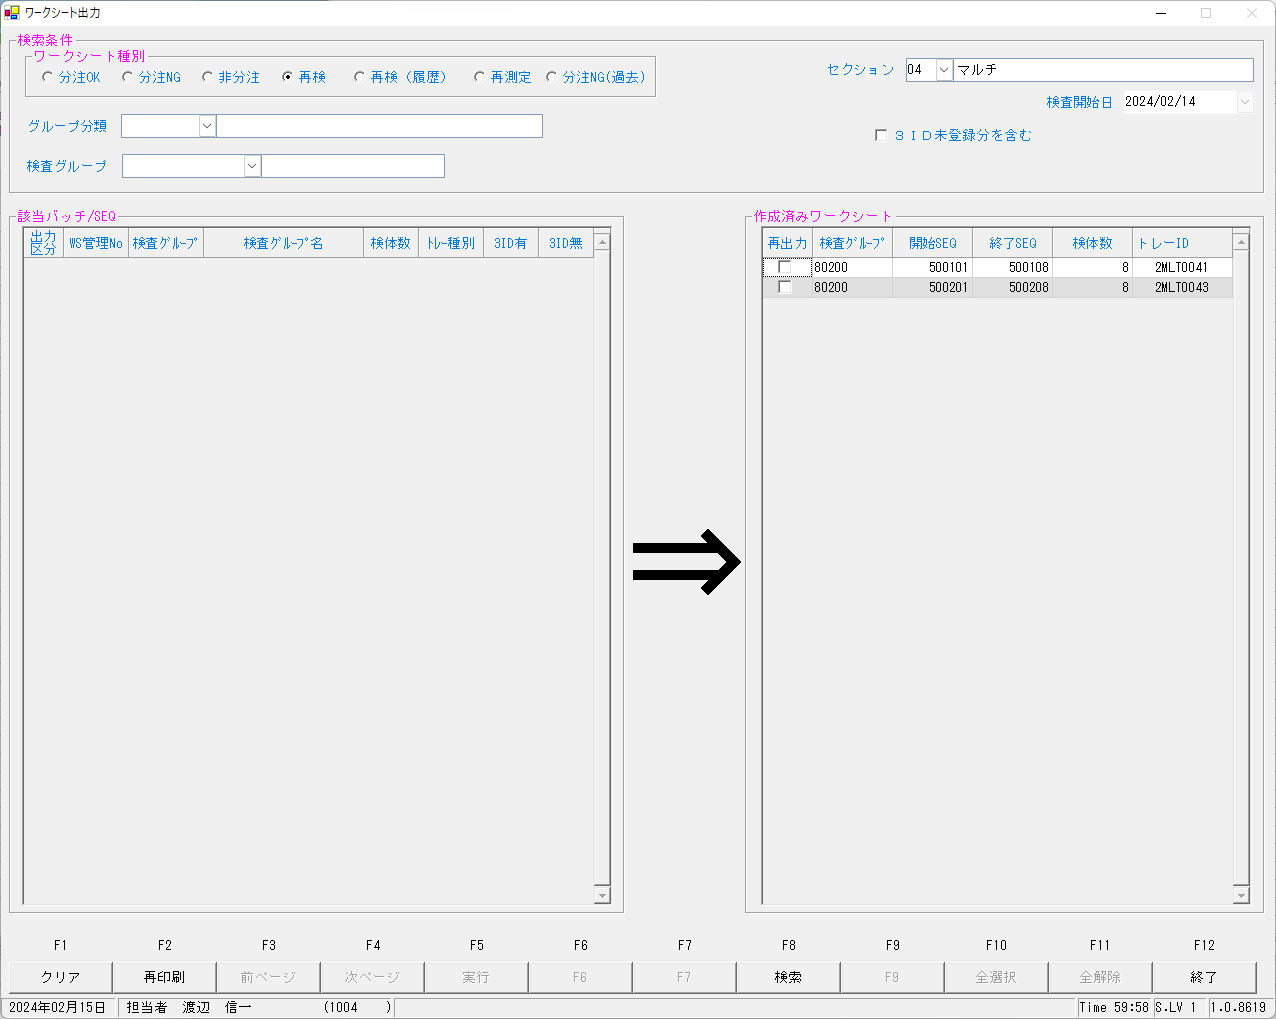 ワークシート出力
検索条件
ワークシート種別
分注OK 分注NG 非分注 再検 再検（履歴） 再測定 分注NG(過去)
セクション 04 マルチ
検査開始日 2024/02/14
グループ分類
３ＩＤ未登録分を含む
検査グループ
該当バッチ/SEQ
出力区分 WS管理No 検査ｸﾞﾙｰﾌﾟ 検査ｸﾞﾙｰﾌﾟ名 検体数 ﾄﾚｰ種別 3ID有 3ID無
作成済みワークシート
再出力 検査ｸﾞﾙｰﾌﾟ 開始SEQ 終了SEQ 検体数 トレーID
80200 500101 500108 8 2MLT0041
80200 500201 500208 8 2MLT0043
F1 F2 F3 F4 F5 F6 F7 F8 F9 F10 F11 F12
クリア 再印刷 前ページ 次ページ 実行 F6 F7 検索 F9 全選択 全解除 終了
2024年02月15日 担当者 渡辺 信一 (1004 ) Time 59:58 S.LV 1 1.0.8619